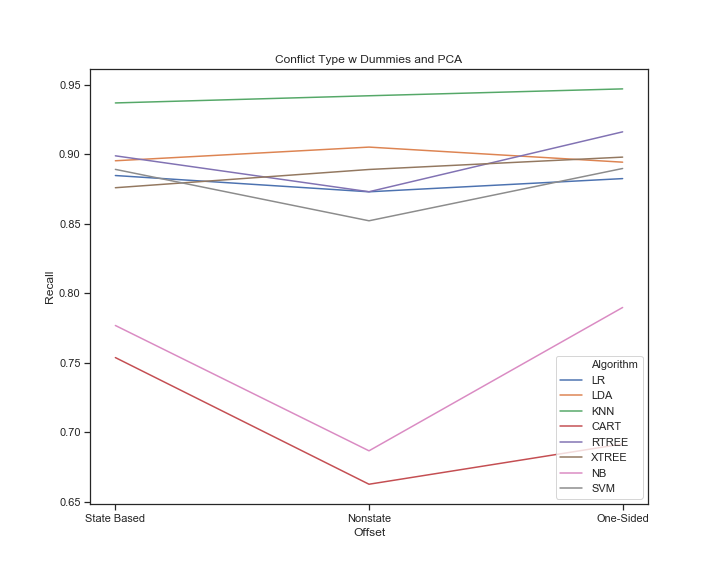 Conflict Type w Dummies and PCA
0.95
0.90
0.85
0.80
0.75
0.70
0.65
Recall
State Based
Nonstate
One-Sided
Offset
Algorithm
LR
LDA
KNN
CART
RTREE
XTREE
NB
SVM